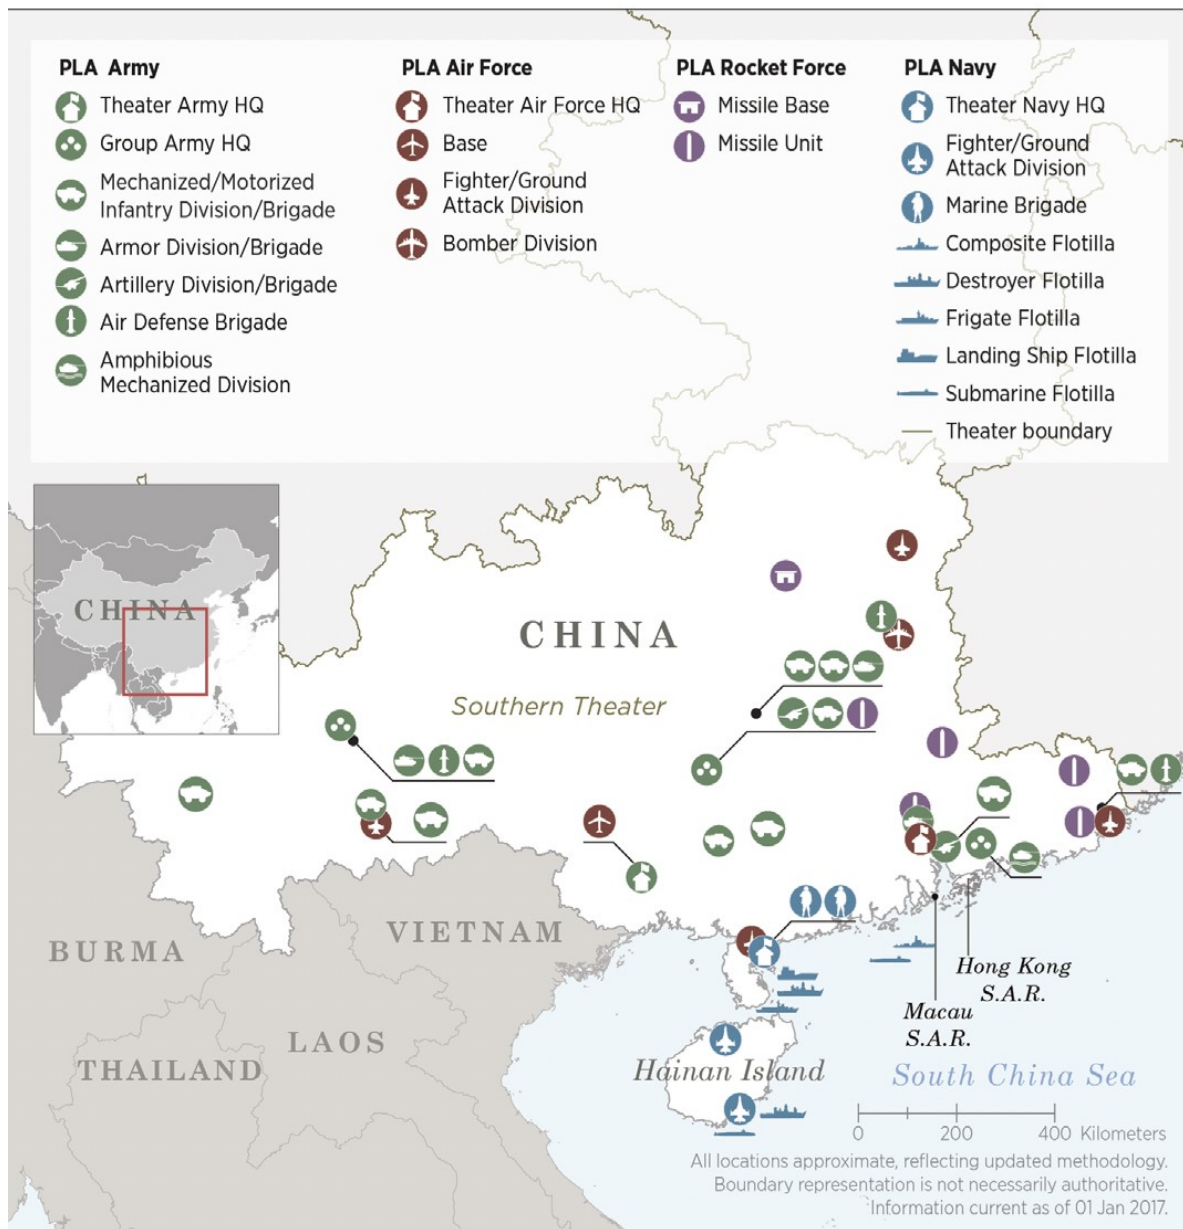 PLA Army
Theater Army HQ
Group Army HQ
Mechanized/Motorized
Infantry Division/Brigade
Armor Division/Brigade
Artillery Division/Brigade
Air Defense Brigade
Amphibious
Mechanized Division
PLA Air Force
Theater Air Force HQ
Base
Fighter/Ground
Attack Division
Bomber Division
PLA Rocket Force
Missile Base
Missile Unit
PLA Navy
Theater Navy HQ
Fighter/Ground
Attack Division
Marine Brigade
Composite Flotilla
Destroyer Flotilla
Frigate Flotilla
Landing Ship Flotilla
Submarine Flotilla
Theater boundary
CHINA
CHINA
Southern Theater
BURMA
VIETNAM
LAOS
THAILAND
Hong Kong
S.A.R.
Macau
S.A.R.
Hainan Island
South China Sea
0 200 400 Kilometers
All locations approximate, reflecting updated methodology.
Boundary representation is not necessarily authoritative.
Information current as of 01 Jan 2017.